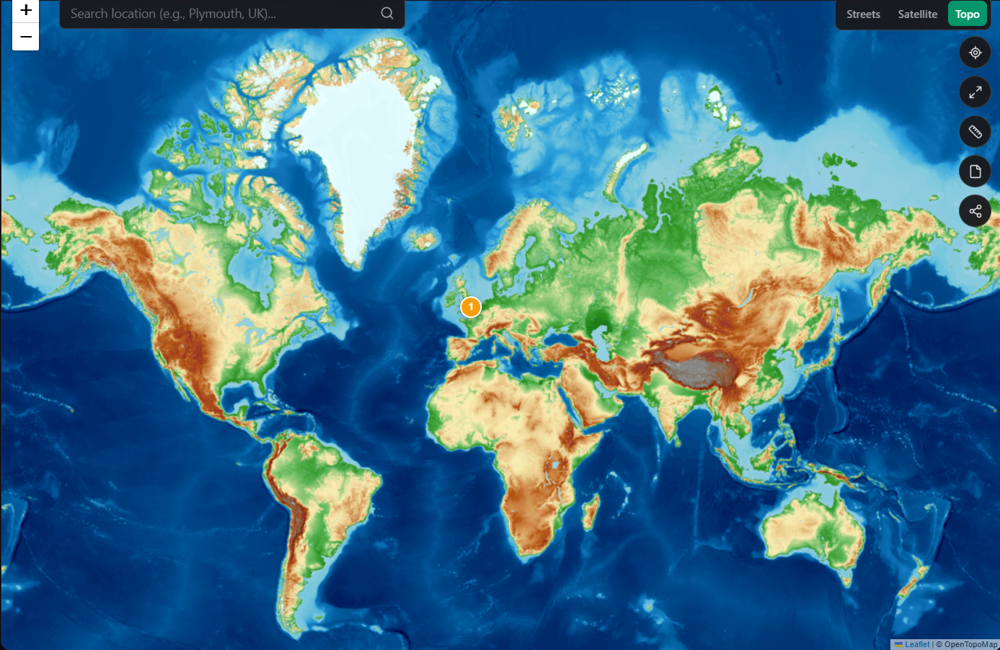 +
Search location (e.g., Plymouth, UK)...
Streets Satellite Topo
−
1
Leaflet | © OpenTopoMap